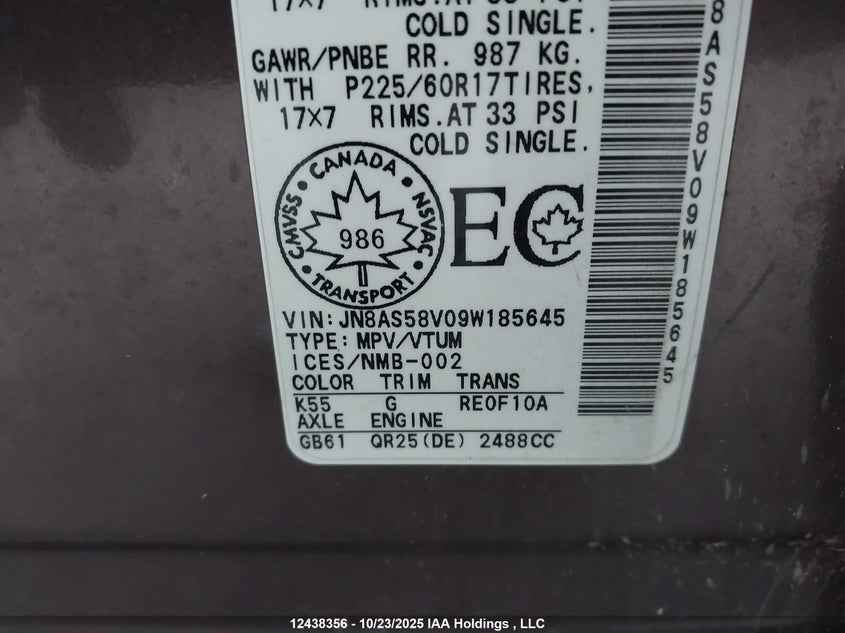 COLD SINGLE.
GAWR/PNBE RR. 987 KG.
WITH P225/60R17TIRES,
17×7 RIMS.AT 33 PSI
COLD SINGLE.
CANADA
CMVSS
NSVAC
986
TRANSPORT
EC
VIN:JN8AS58V09W185645
TYPE:MPV/VTUM
ICES/NMB-002
COLOR TRIM TRANS
K55 G RE0F10A
AXLE ENGINE
GB61 QR25(DE) 2488CC
8AS58V09W185645
12438356 - 10/23/2025 IAA Holdings , LLC